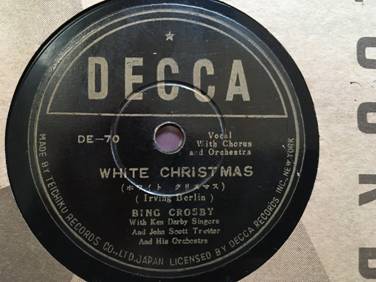 DECCA
DE-70
Vocal
With Chorus
and Orchestra
WHITE CHRISTMAS
(ホワイト クリスマス)
(Irving Berlin)
BING CROSBY
With Ken Darby Singers
And John Scott Trotter
And His Orchestra
MADE BY TEICHIKU RECORDS CO., LTD. JAPAN LICENSED BY DECCA RECORDS INC. NEW YORK